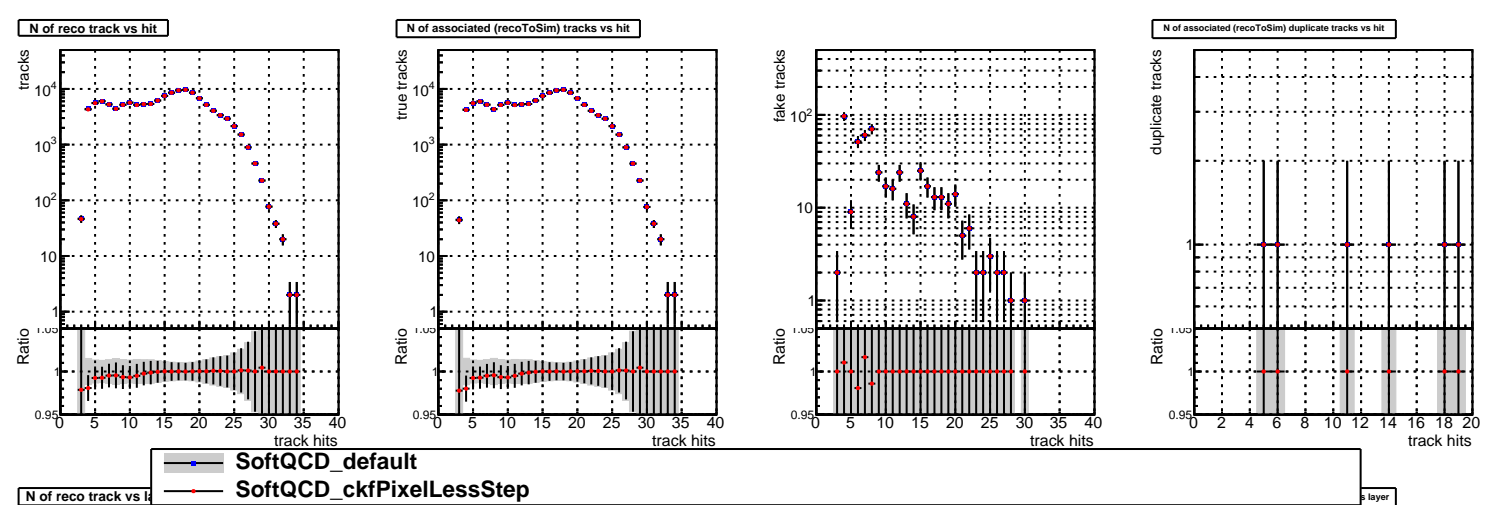 N of reco track vs hit
N of associated (recoToSim) tracks vs hit
N of associated (recoToSim) duplicate tracks vs hit
tracks
10⁴
10³
10²
10
1
Ratio
1.05
1
0.95
0 5 10 15 20 25 30 35 40
track hits
true tracks
10⁴
10³
10²
10
1
Ratio
1.05
1
0.95
0 5 10 15 20 25 30 35 40
track hits
fake tracks
10²
10
1
Ratio
1.05
1
0.95
0 5 10 15 20 25 30 35 40
track hits
duplicate tracks
1
Ratio
1.05
1
0.95
0 2 4 6 8 10 12 14 16 18 20
track hits
SoftQCD_default
SoftQCD_ckfPixelLessStep
N of reco track vs la
s layer